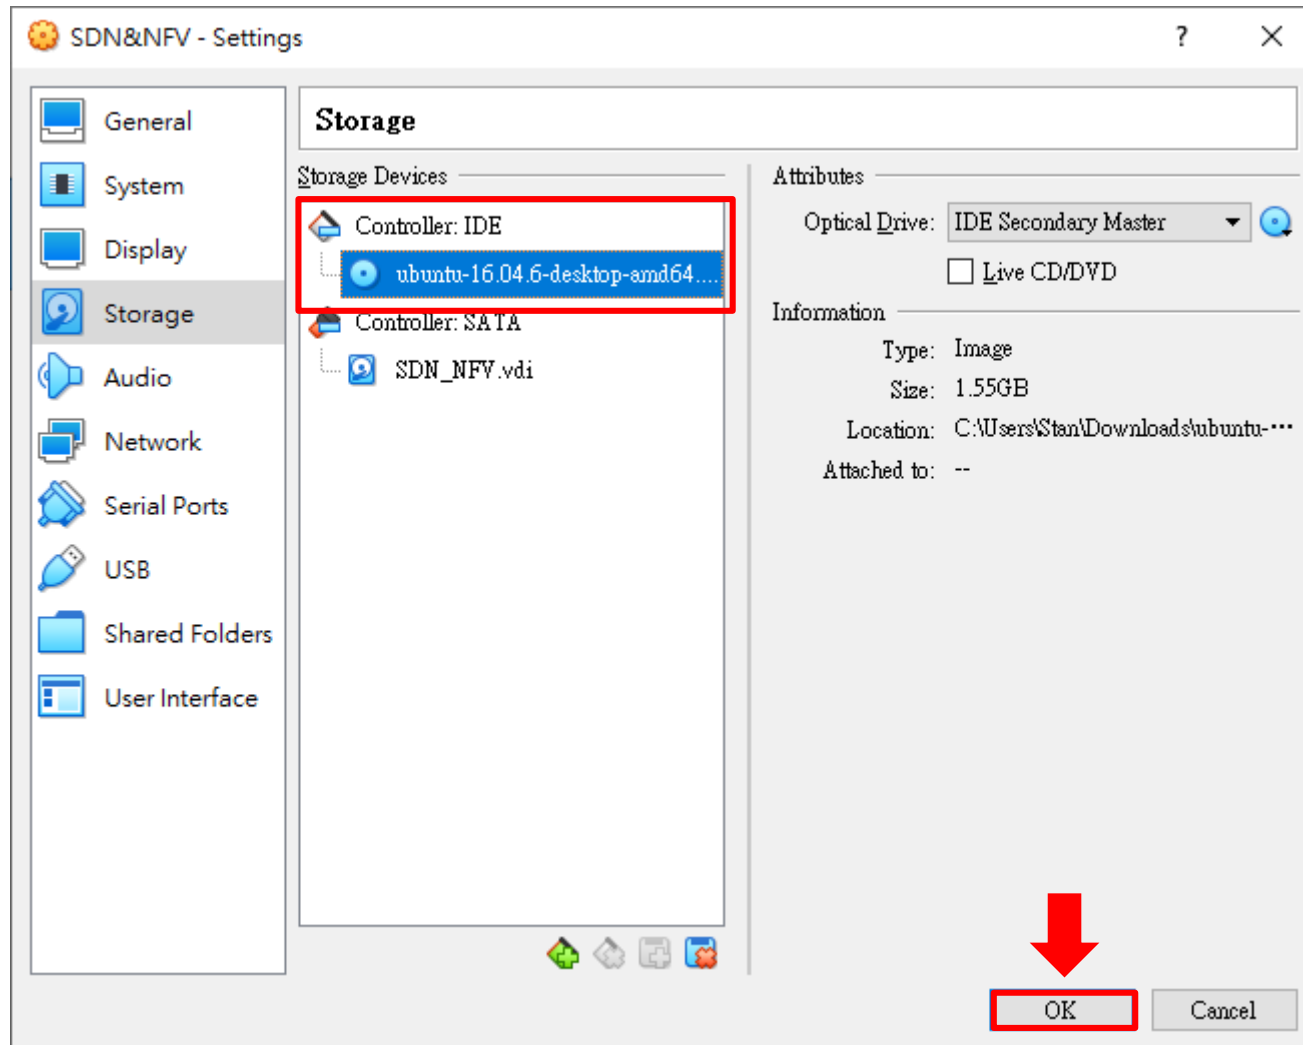 SDN&NFV - Settings
?
General
System
Display
Storage
Audio
Network
Serial Ports
USB
Shared Folders
User Interface
Storage
Storage Devices
Controller: IDE
ubuntu-16.04.6-desktop-amd64....
Controller: SATA
SDN_NFV.vdi
Attributes
Optical Drive: IDE Secondary Master
Live CD/DVD
Information
Type: Image
Size: 1.55GB
Location: C:\Users\Stan\Downloads\ubuntu-···
Attached to: --
OK
Cancel